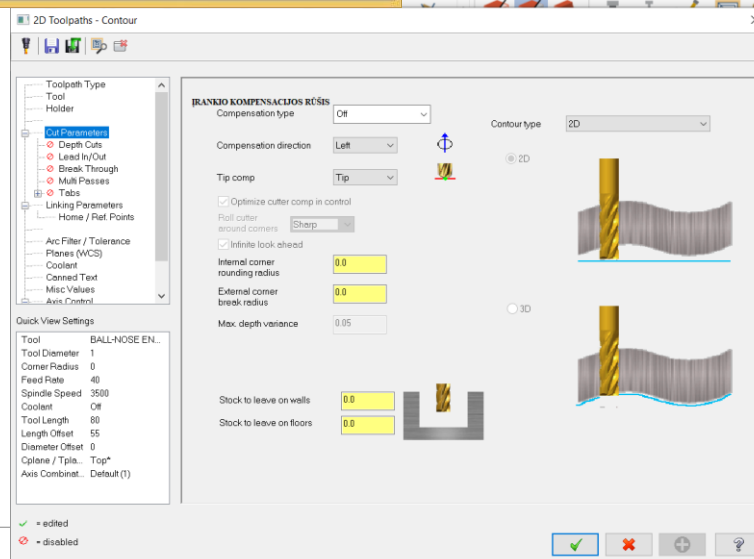 2D Toolpaths - Contour
Toolpath Type
Tool
Holder
Cut Parameters
Depth Cuts
Lead In/Out
Break Through
Multi Passes
Tabs
Linking Parameters
Home / Ref. Points
Arc Filter / Tolerance
Planes (WCS)
Coolant
Canned Text
Misc Values
Axis Control
Quick View Settings
Tool BALL-NOSE EN...
Tool Diameter 1
Corner Radius 0
Feed Rate 40
Spindle Speed 3500
Coolant Off
Tool Length 80
Length Offset 55
Diameter Offset 0
Cplane / Tpla... Top*
Axis Combinat... Default (1)
= edited
= disabled
ĮRANKIO KOMPENSACIJOS RŪŠIS
Compensation type Off
Compensation direction Left
Tip comp Tip
Optimize cutter comp in control
Roll cutter
around corners Sharp
Infinite look ahead
Internal corner
rounding radius 0.0
External corner
break radius 0.0
Max. depth variance 0.05
Stock to leave on walls 0.0
Stock to leave on floors 0.0
Contour type 2D
2D
3D